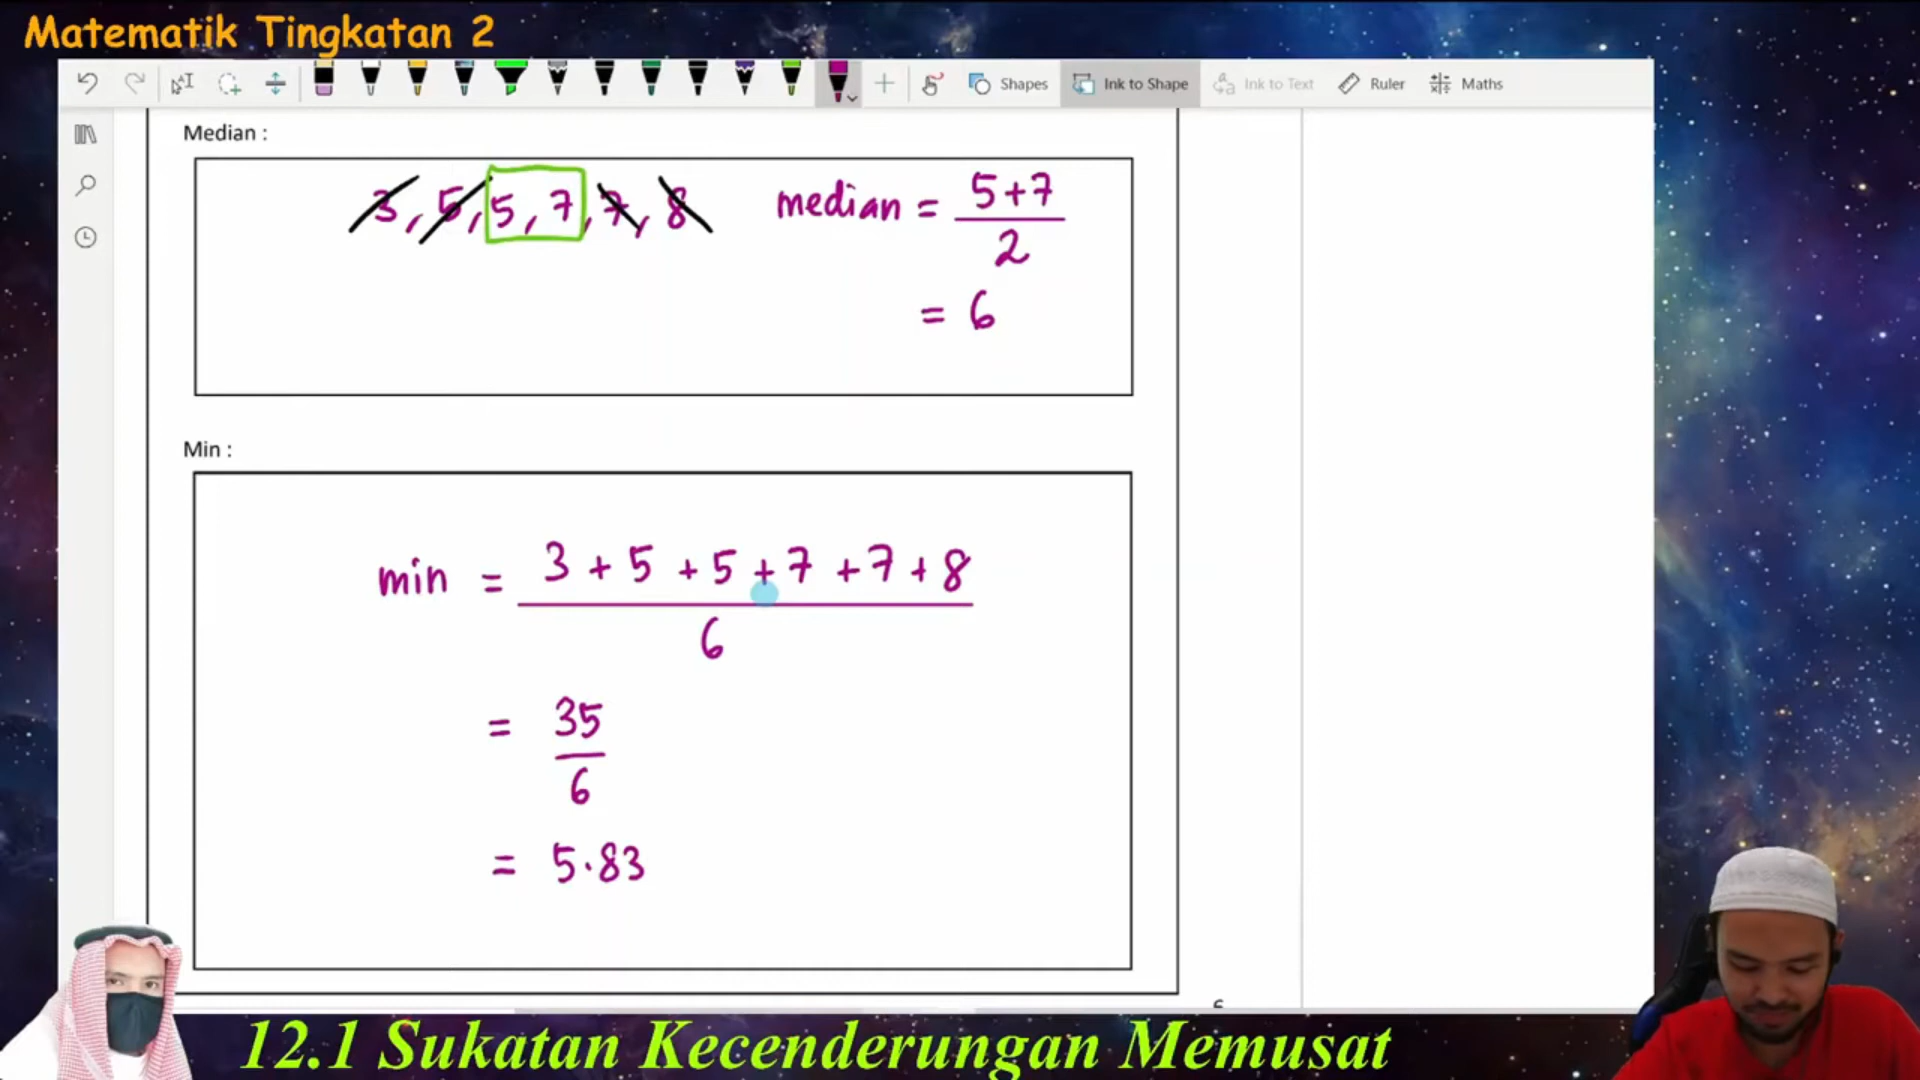 Matematik Tingkatan 2
Shapes Ink to Shape Ink to Text Ruler Maths
Median :
3, 5, 5, 7, 7, 8 median = 5+7
2
= 6
Min :
min = 3 + 5 + 5 + 7 + 7 + 8
6
= 35
6
= 5.83
12.1 Sukatan Kecenderungan Memusat